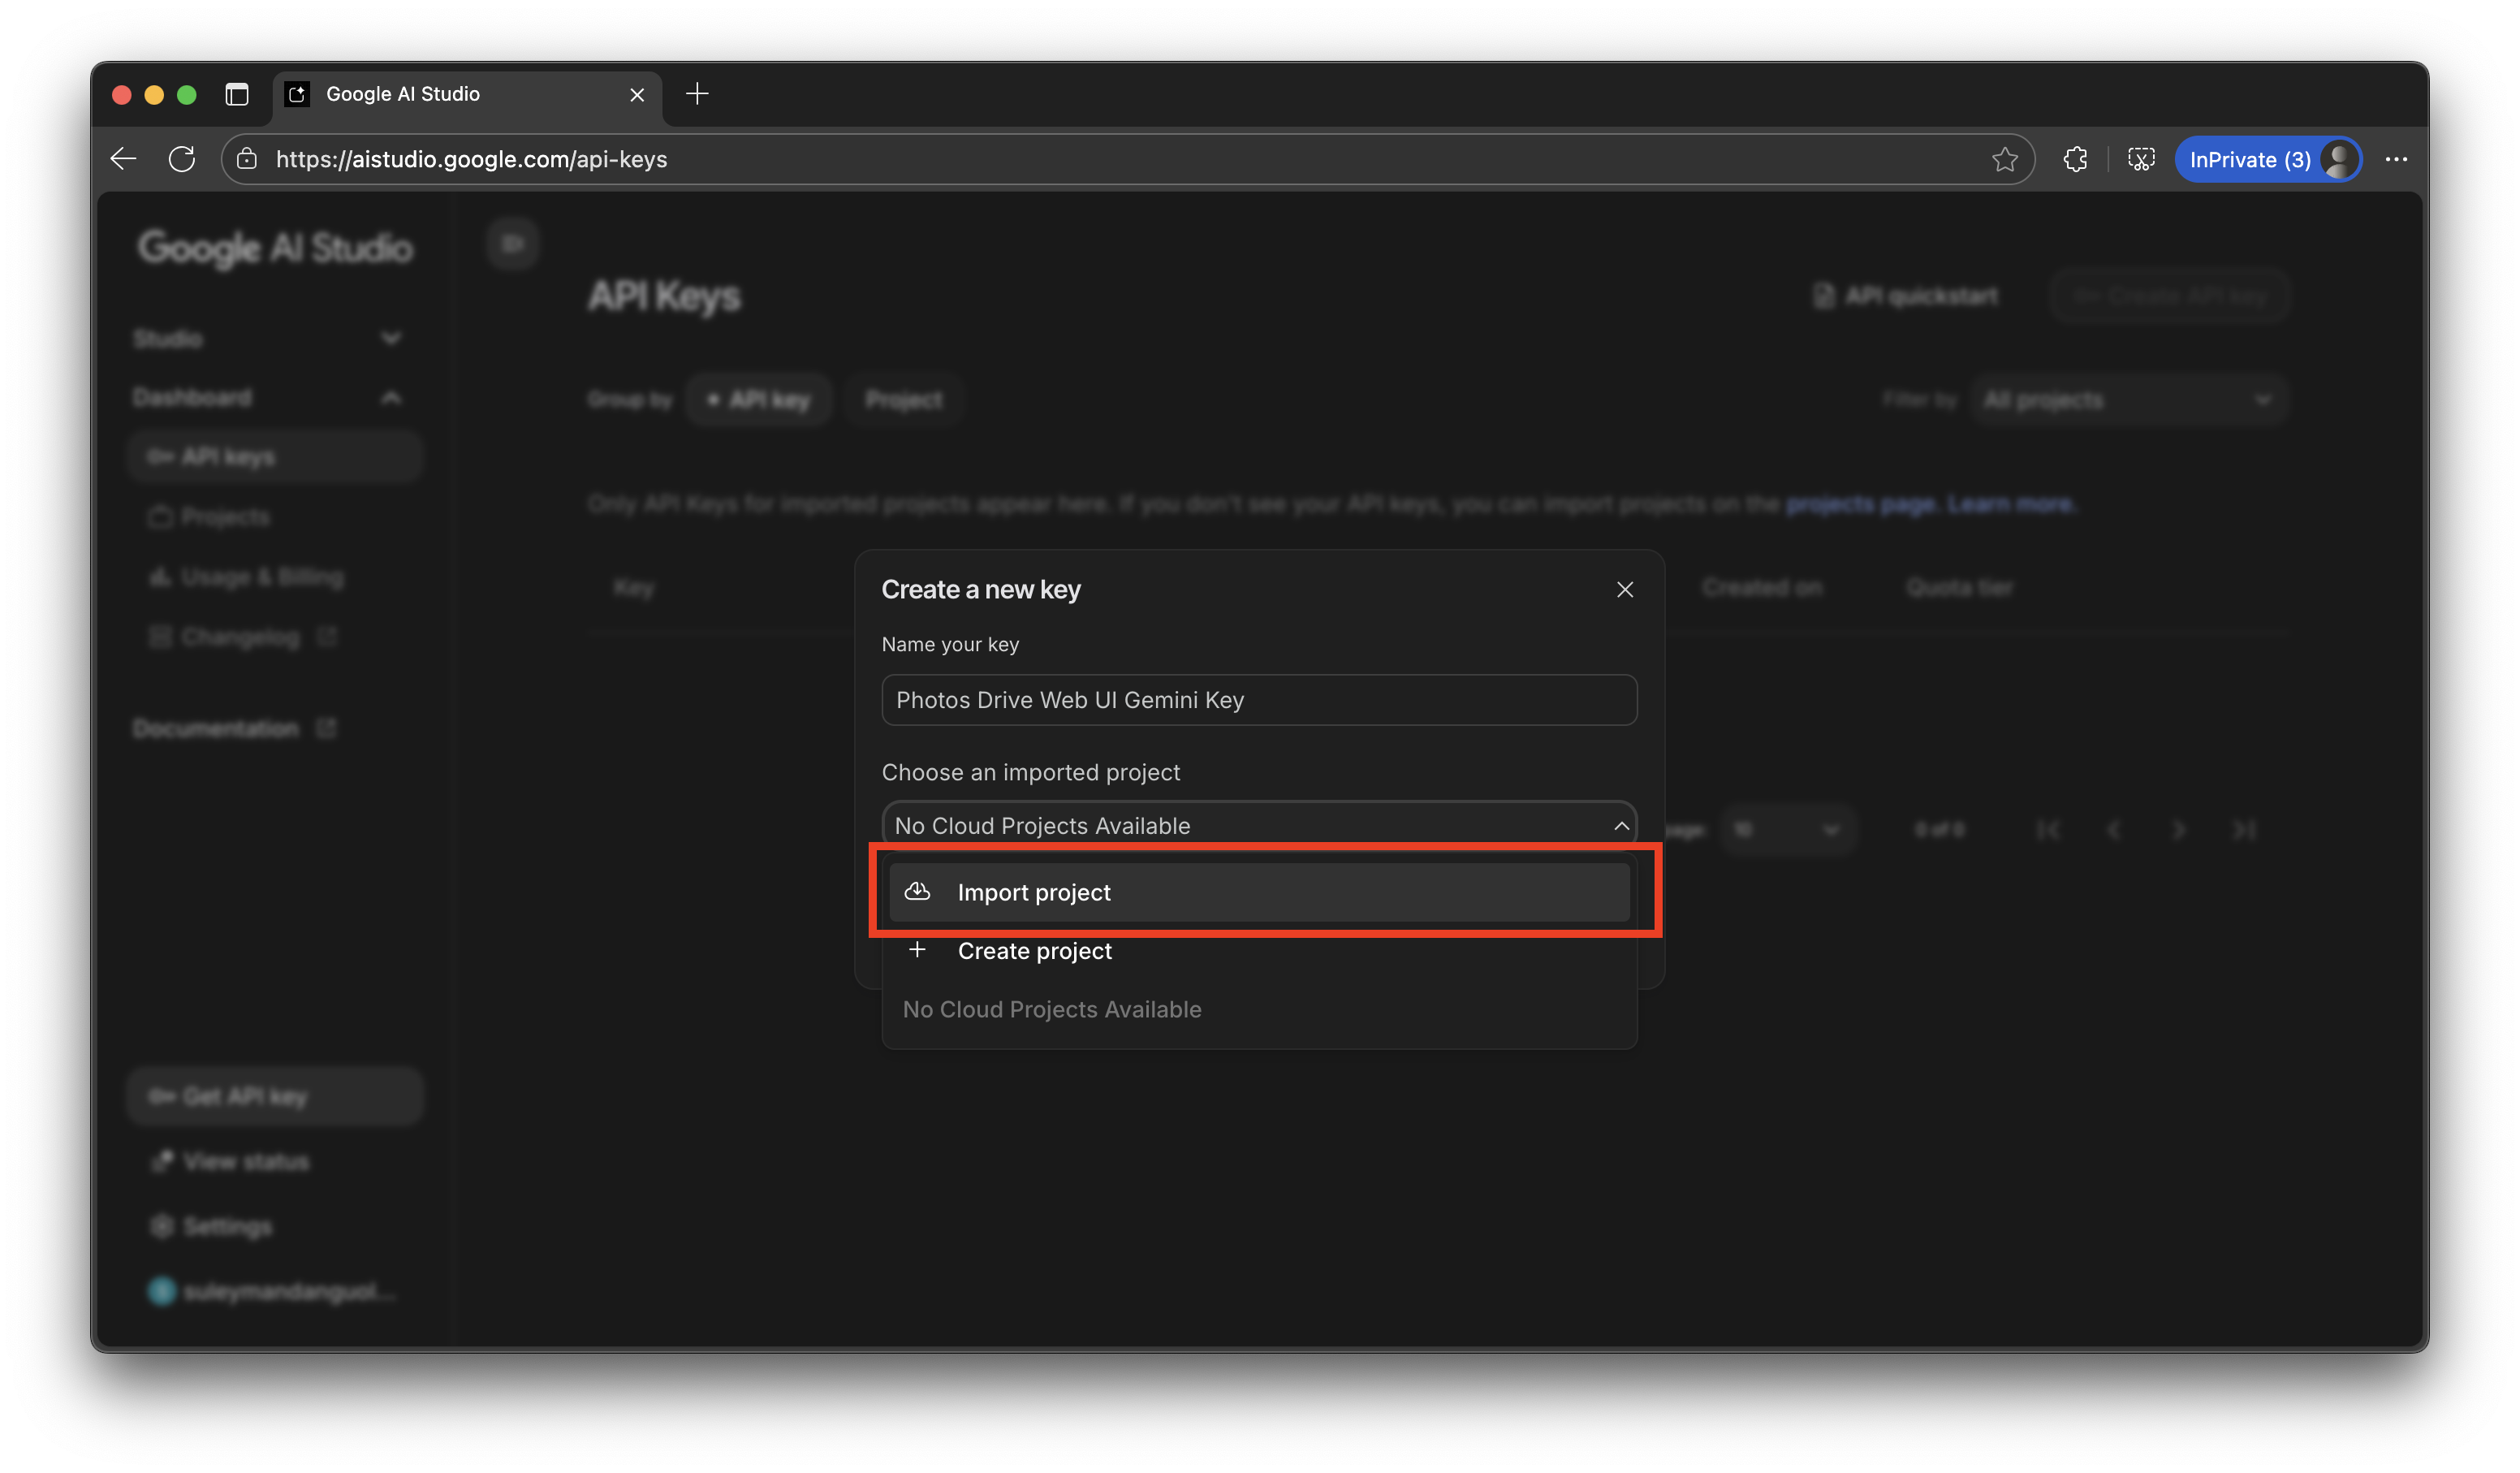 Google AI Studio
https://aistudio.google.com/api-keys
InPrivate (3)
Google AI Studio
API Keys
API quickstart
Create API key
Studio
Dashboard
Group by
API key
Project
Filter by
All projects
API keys
Projects
Only API Keys for imported projects appear here. If you don't see your API keys, you can import projects on the projects page. Learn more.
Usage & Billing
Key
Created on
Quota tier
Changelog
Documentation
Create a new key
Name your key
Photos Drive Web UI Gemini Key
Choose an imported project
No Cloud Projects Available
page:
10
0 of 0
Import project
Create project
No Cloud Projects Available
Get API key
View status
Settings
suleymandanguol...